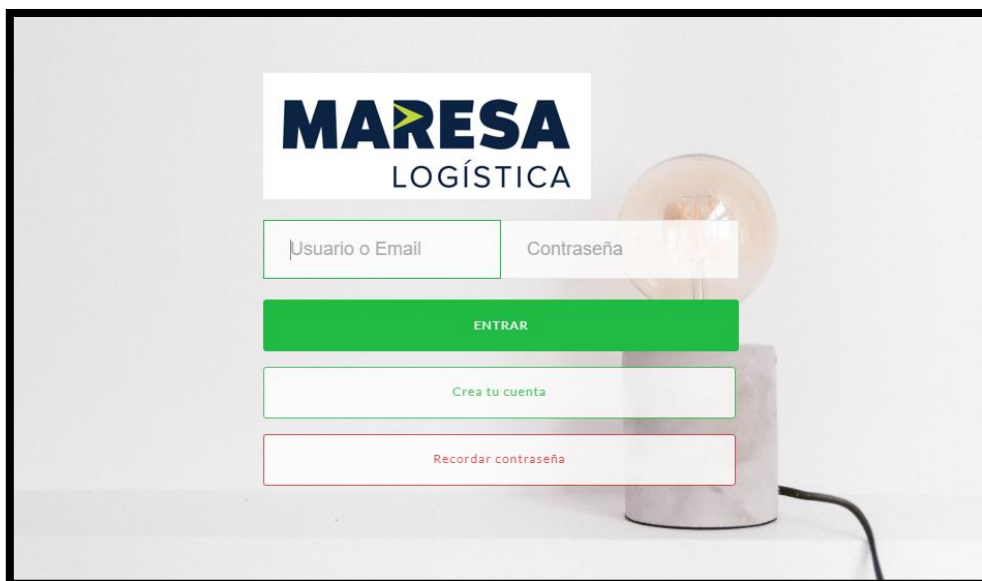 MARESA
LOGÍSTICA
Usuario o Email
Contraseña
ENTRAR
Crea tu cuenta
Recordar contraseña